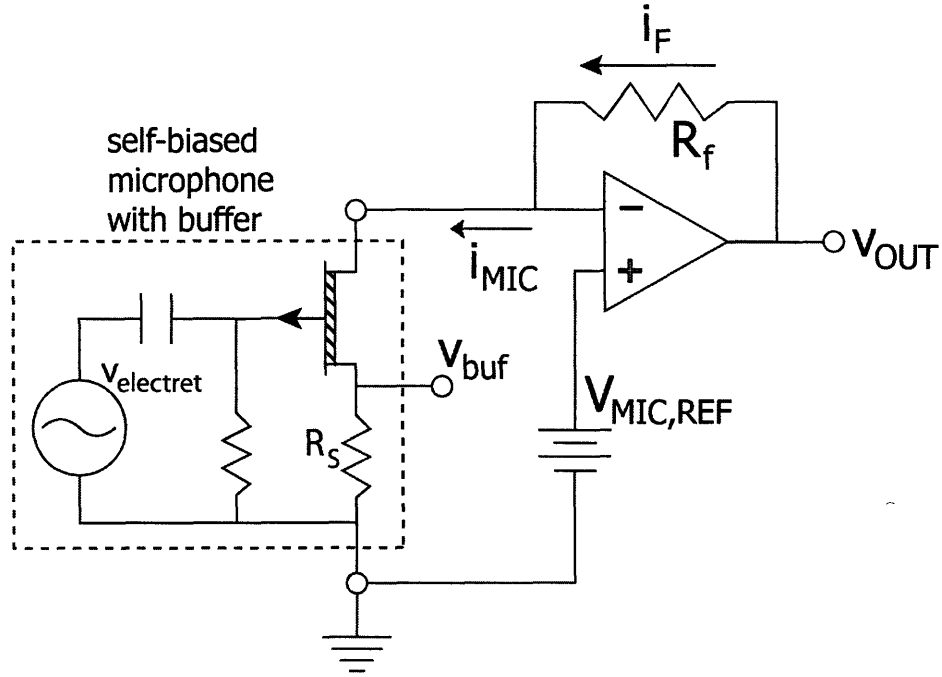 i_F
R_f
self-biased
microphone
with buffer
−
+
i_MIC
v_OUT
v_buf
v_electret
V_MIC,REF
R_S